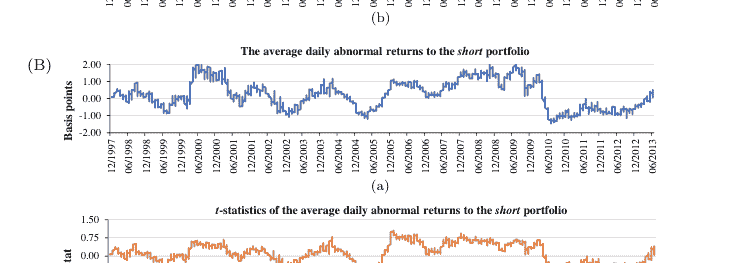 (b)
The average daily abnormal returns to the short portfolio
(B)
Basis points
2.00
1.00
0.00
-1.00
-2.00
12/1997 06/1998 12/1998 06/1999 12/1999 06/2000 12/2000 06/2001 12/2001 06/2002 12/2002 06/2003 12/2003 06/2004 12/2004 06/2005 12/2005 06/2006 12/2006 06/2007 12/2007 06/2008 12/2008 06/2009 12/2009 06/2010 12/2010 06/2011 12/2011 06/2012 12/2012 06/2013
(a)
t-statistics of the average daily abnormal returns to the short portfolio
1.50
0.75
0.00
tat